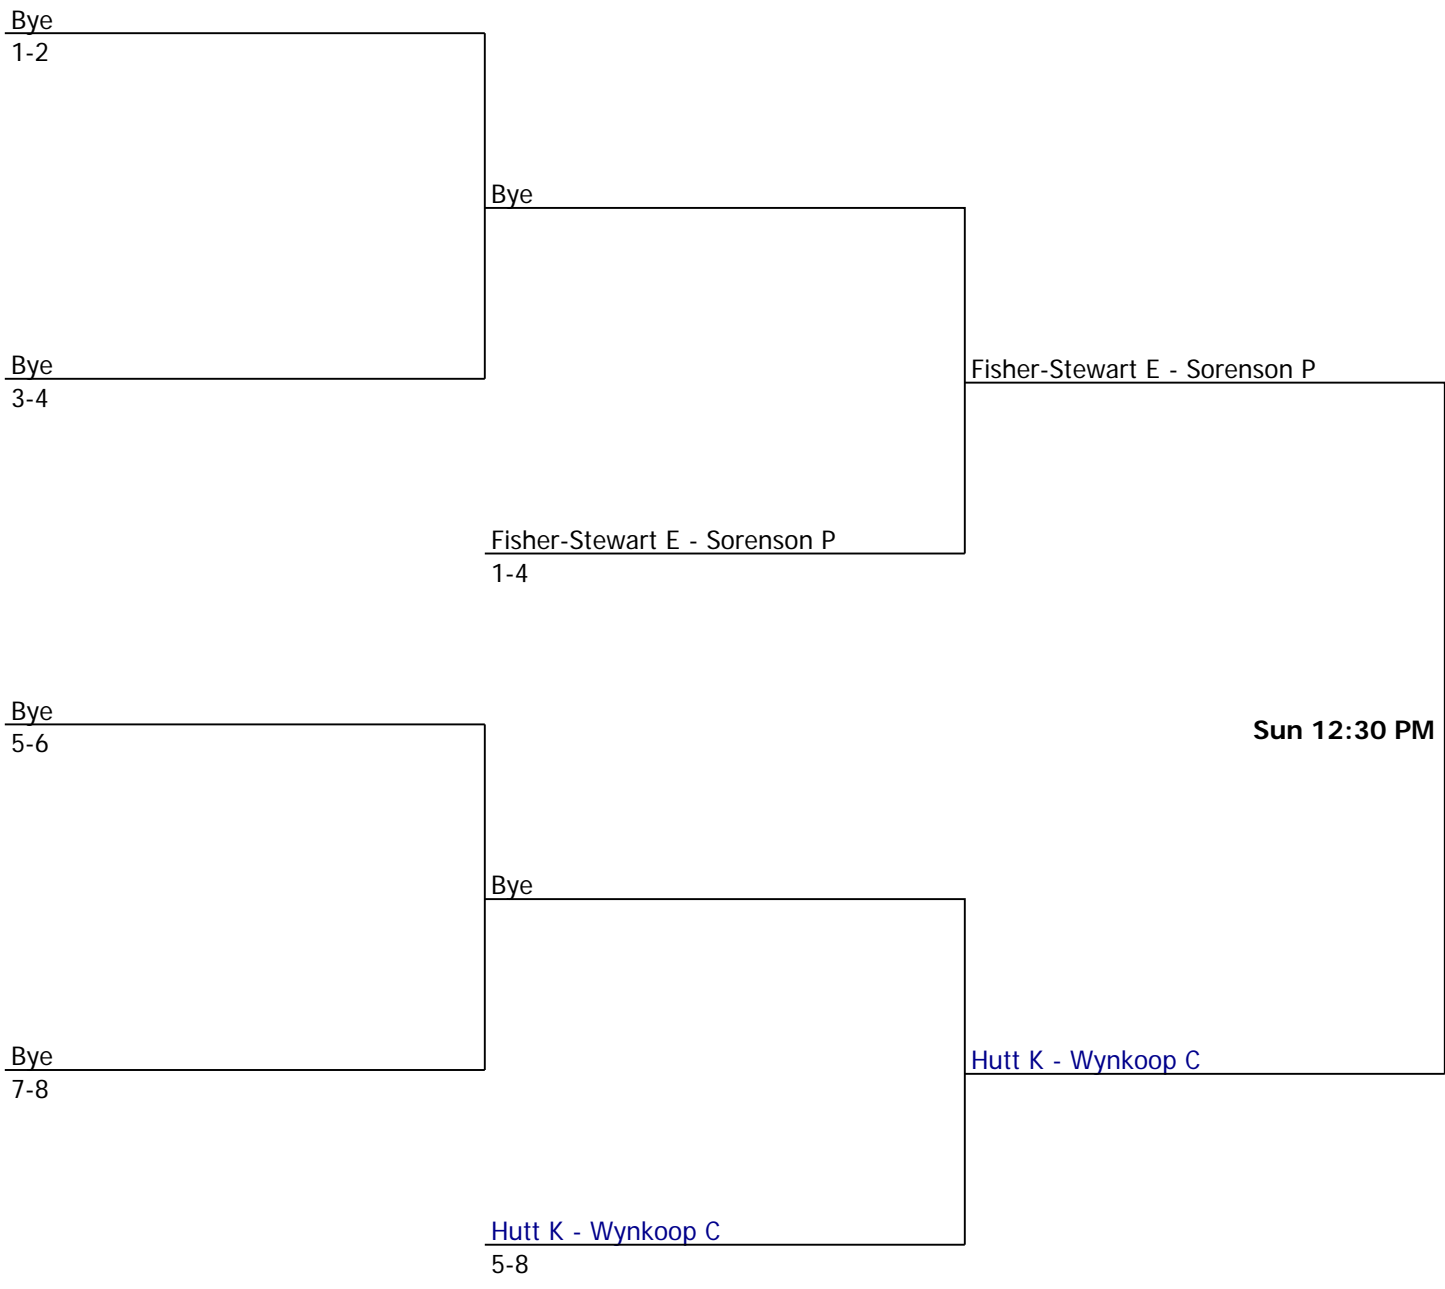 Bye
1-2
Bye
Bye
3-4
Fisher-Stewart E - Sorenson P
Fisher-Stewart E - Sorenson P
1-4
Bye
5-6
Sun 12:30 PM
Bye
Bye
7-8
Hutt K - Wynkoop C
Hutt K - Wynkoop C
5-8